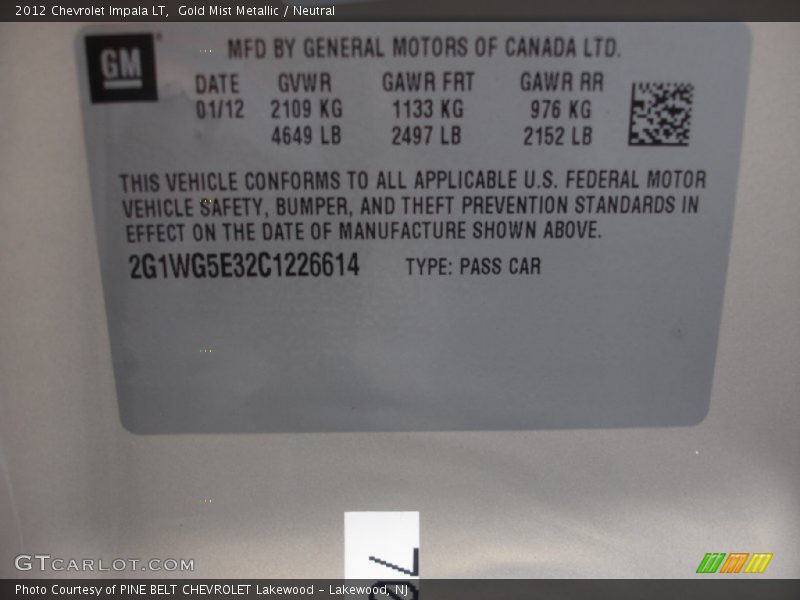 2012 Chevrolet Impala LT,  Gold Mist Metallic / Neutral
GM
MFD BY GENERAL MOTORS OF CANADA LTD.
DATE GVWR GAWR FRT GAWR RR
01/12 2109 KG 1133 KG 976 KG
4649 LB 2497 LB 2152 LB
THIS VEHICLE CONFORMS TO ALL APPLICABLE U.S. FEDERAL MOTOR
VEHICLE SAFETY, BUMPER, AND THEFT PREVENTION STANDARDS IN
EFFECT ON THE DATE OF MANUFACTURE SHOWN ABOVE.
2G1WG5E32C1226614 TYPE: PASS CAR
GTCARLOT.COM
Photo Courtesy of PINE BELT CHEVROLET Lakewood - Lakewood, NJ